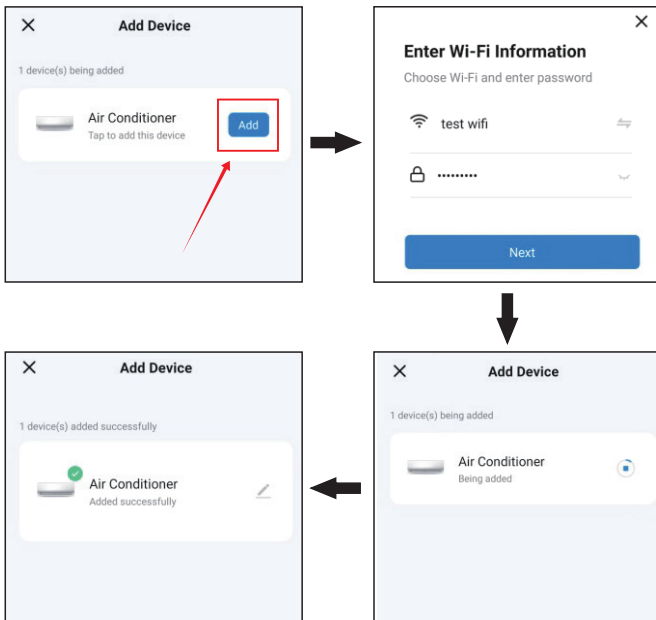 Add Device
1 device(s) being added
Air Conditioner
Tap to add this device
Add
Enter Wi-Fi Information
Choose Wi-Fi and enter password
test wifi
•••••••••
Next
Add Device
1 device(s) being added
Air Conditioner
Being added
Add Device
1 device(s) added successfully
Air Conditioner
Added successfully